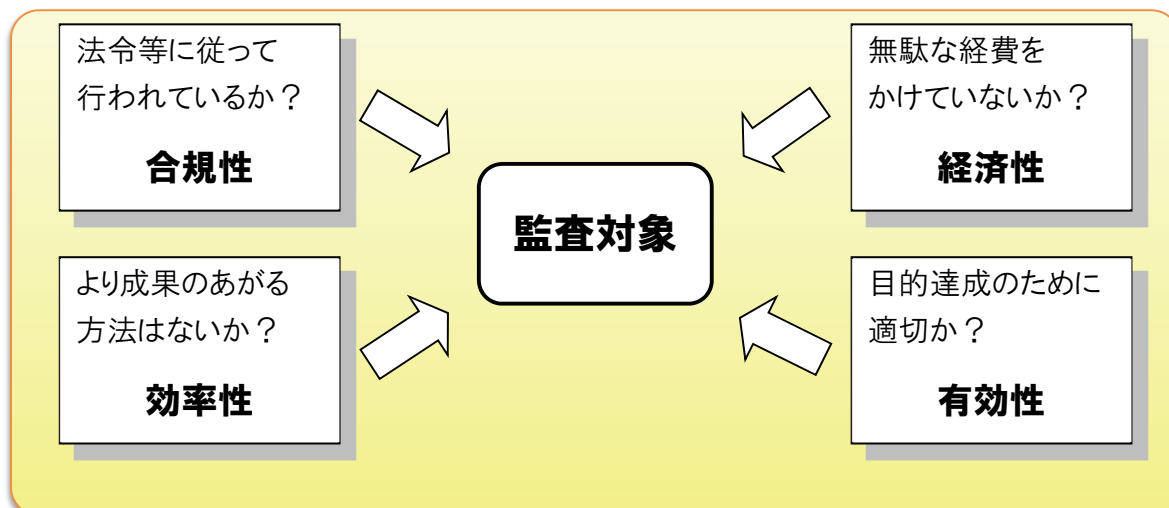 法令等に従って
行われているか？
合規性
無駄な経費を
かけていないか？
経済性
監査対象
より成果のあがる
方法はないか？
効率性
目的達成のために
適切か？
有効性